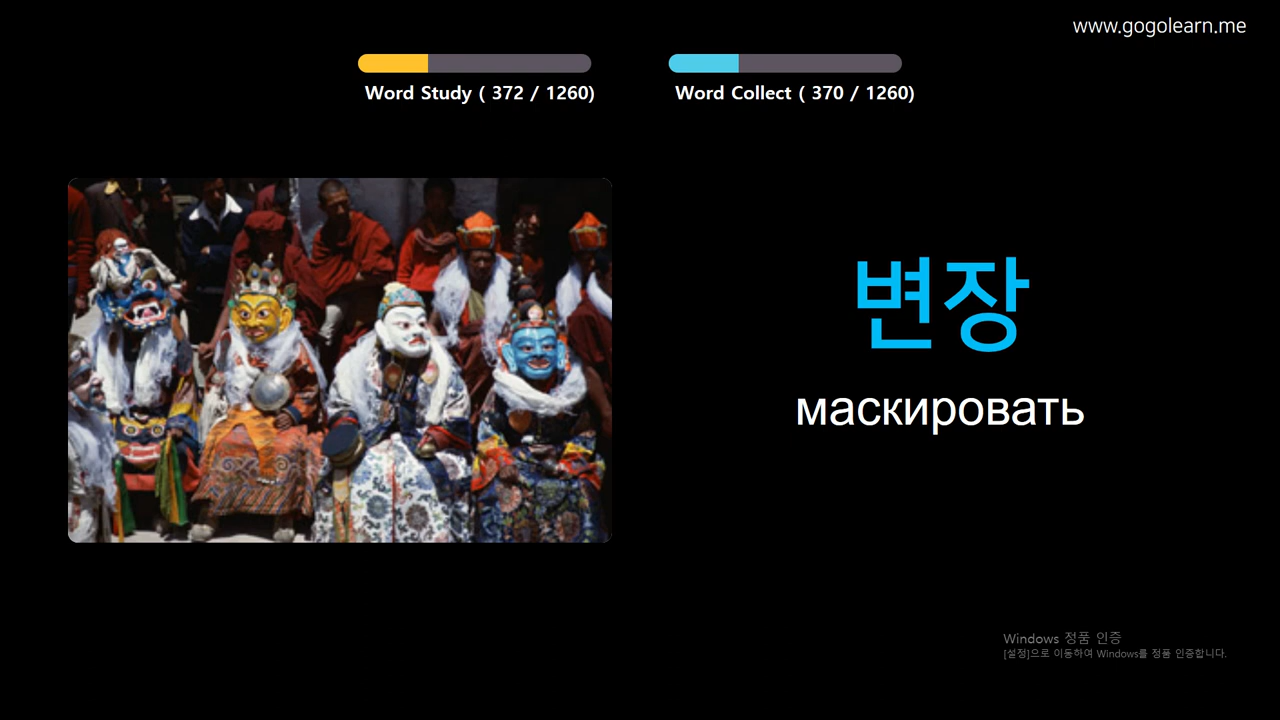 www.gogolearn.me
Word Study ( 372 / 1260)
Word Collect ( 370 / 1260)
변장
маскировать
Windows 정품 인증
[설정]으로 이동하여 Windows를 정품 인증합니다.